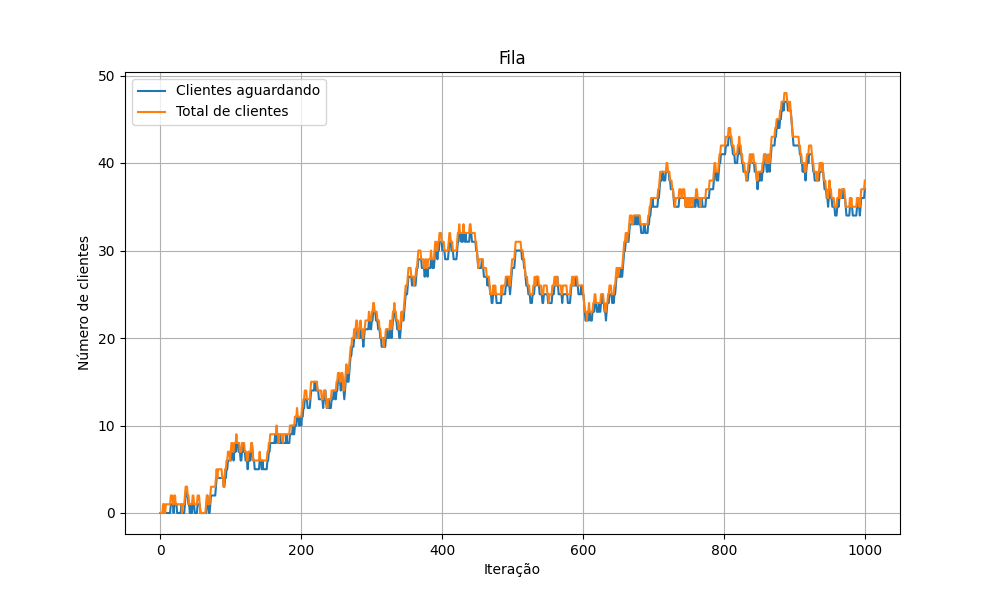 Fila
Clientes aguardando
Total de clientes
50
40
30
20
10
0
Número de clientes
0 200 400 600 800 1000
Iteração